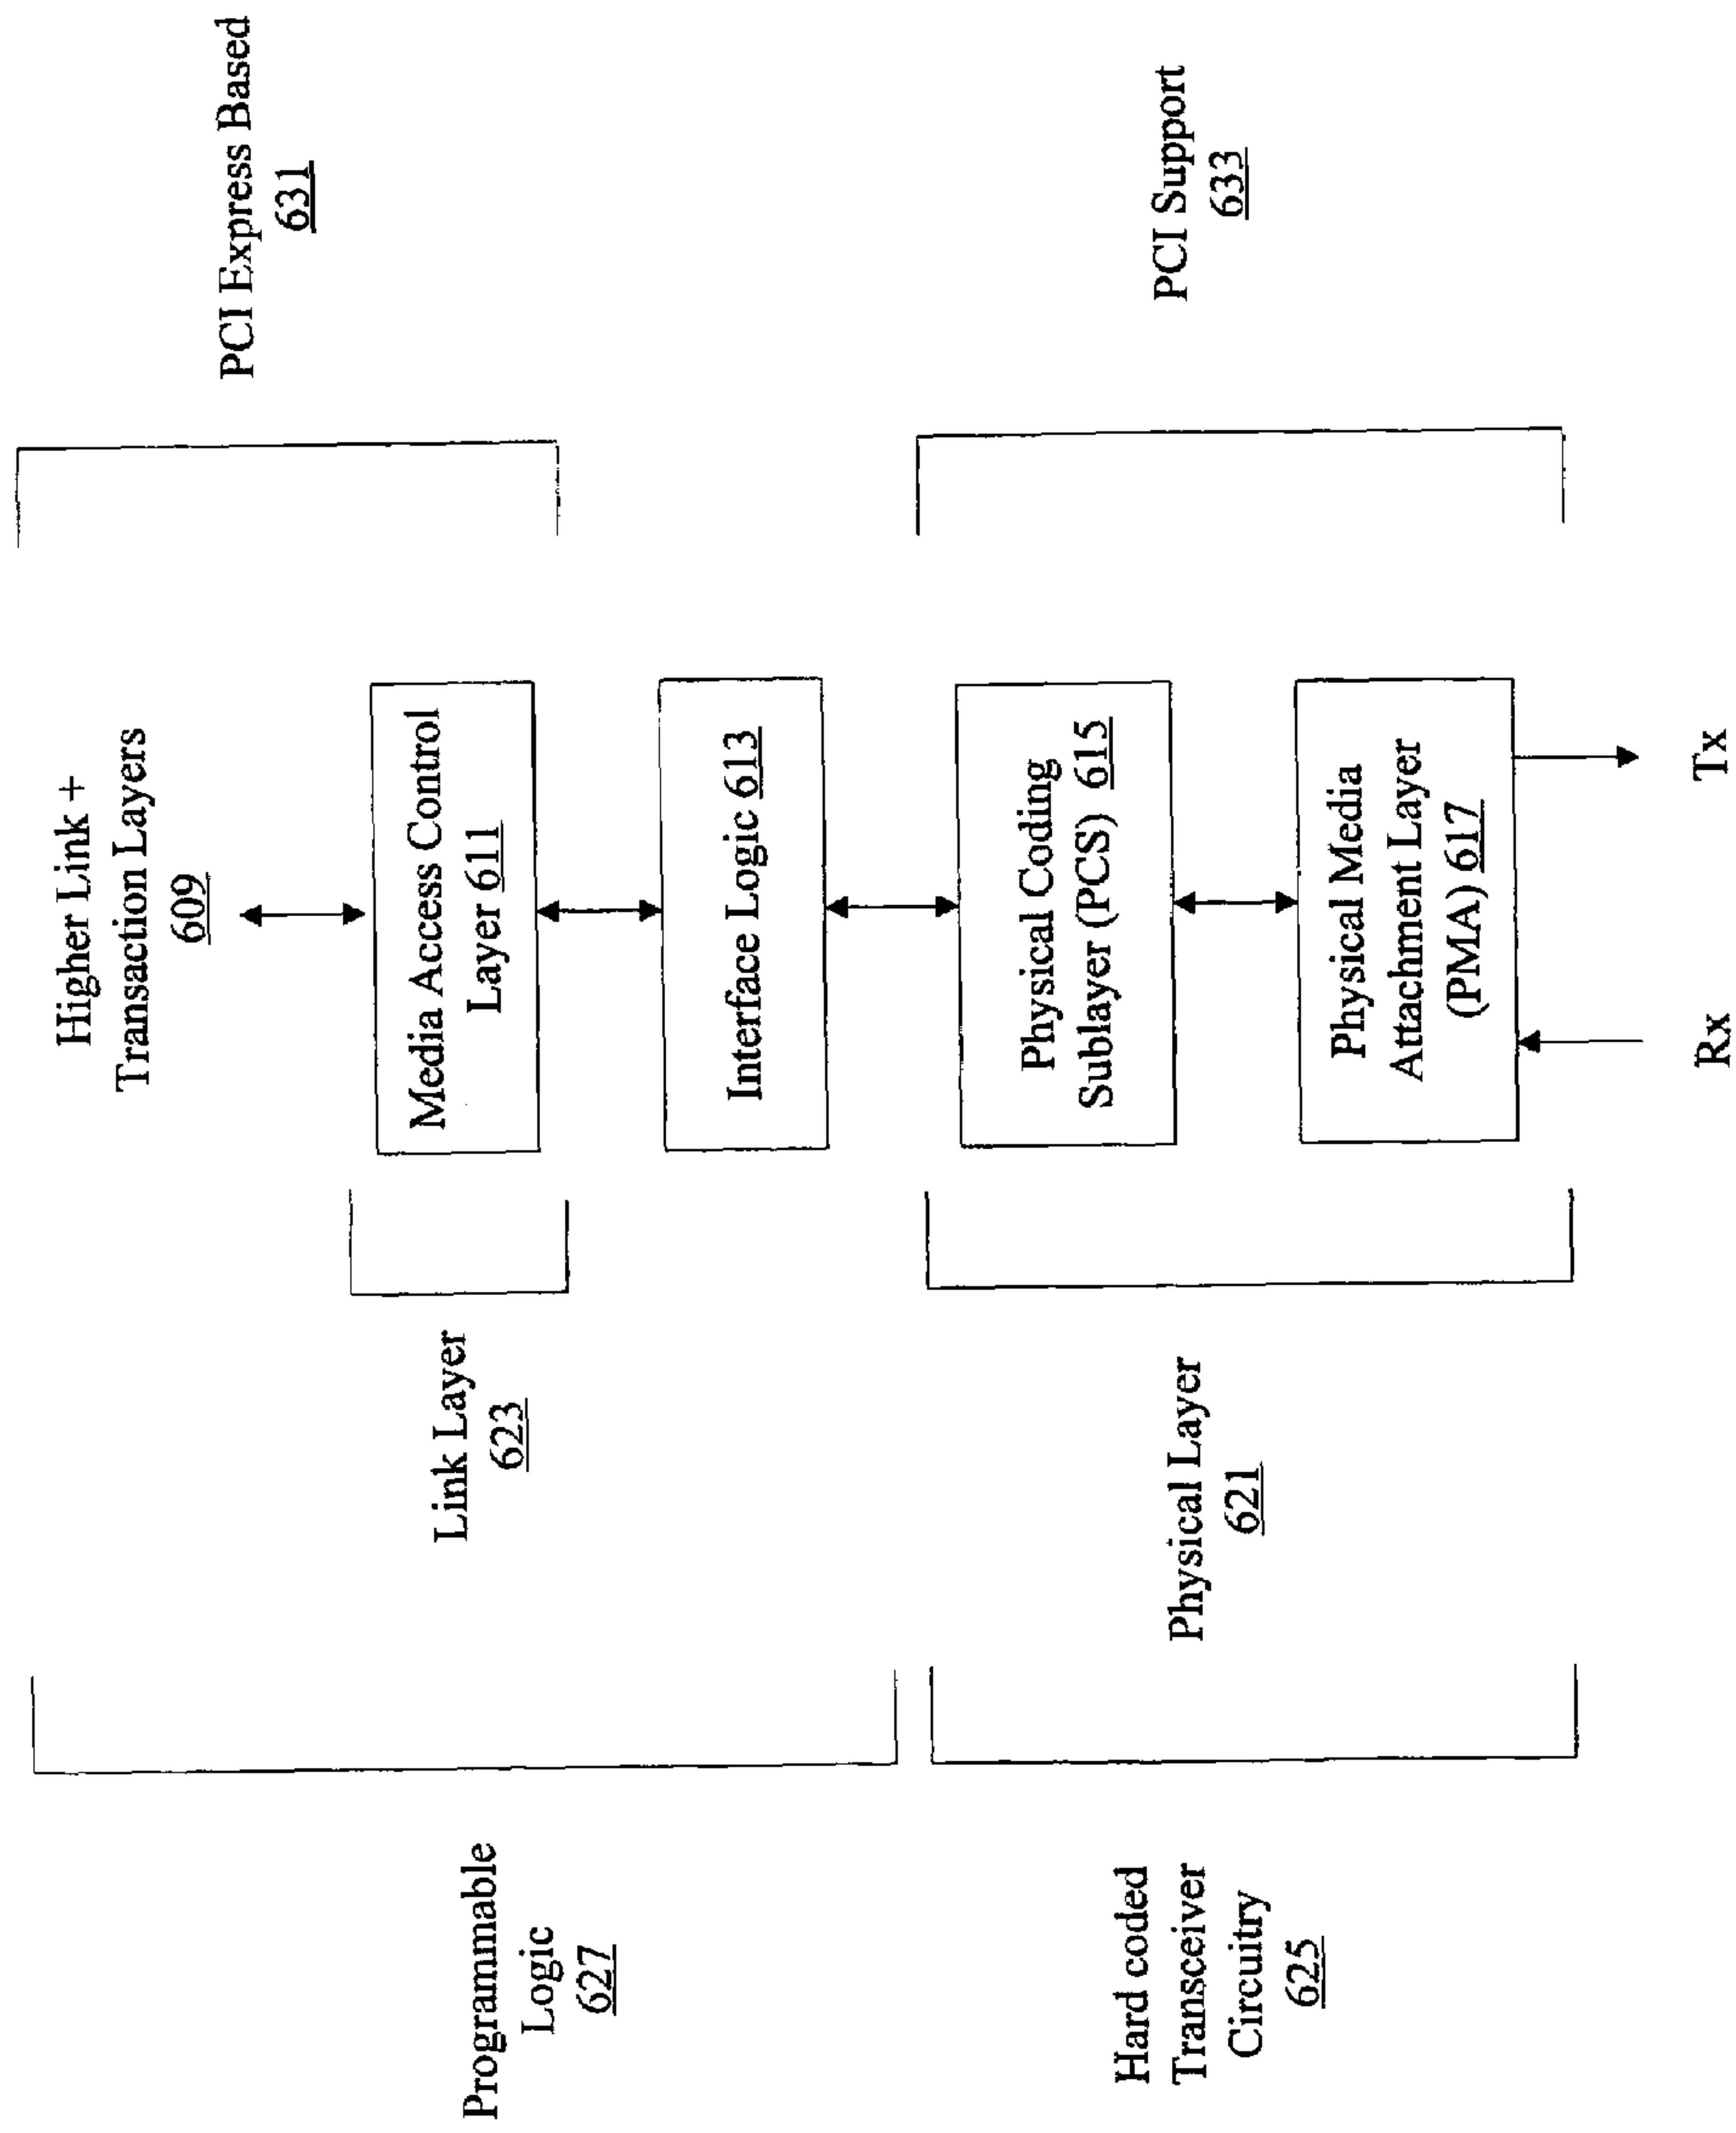 Higher Link +
Transaction Layers
609
Media Access Control
Layer 611
Interface Logic 613
Physical Coding
Sublayer (PCS) 615
Physical Media
Attachment Layer
(PMA) 617
Rx
Tx
Programmable
Logic
627
Link Layer
623
PCI Express Based
631
Hard coded
Transceiver
Circuitry
625
Physical Layer
621
PCI Support
633